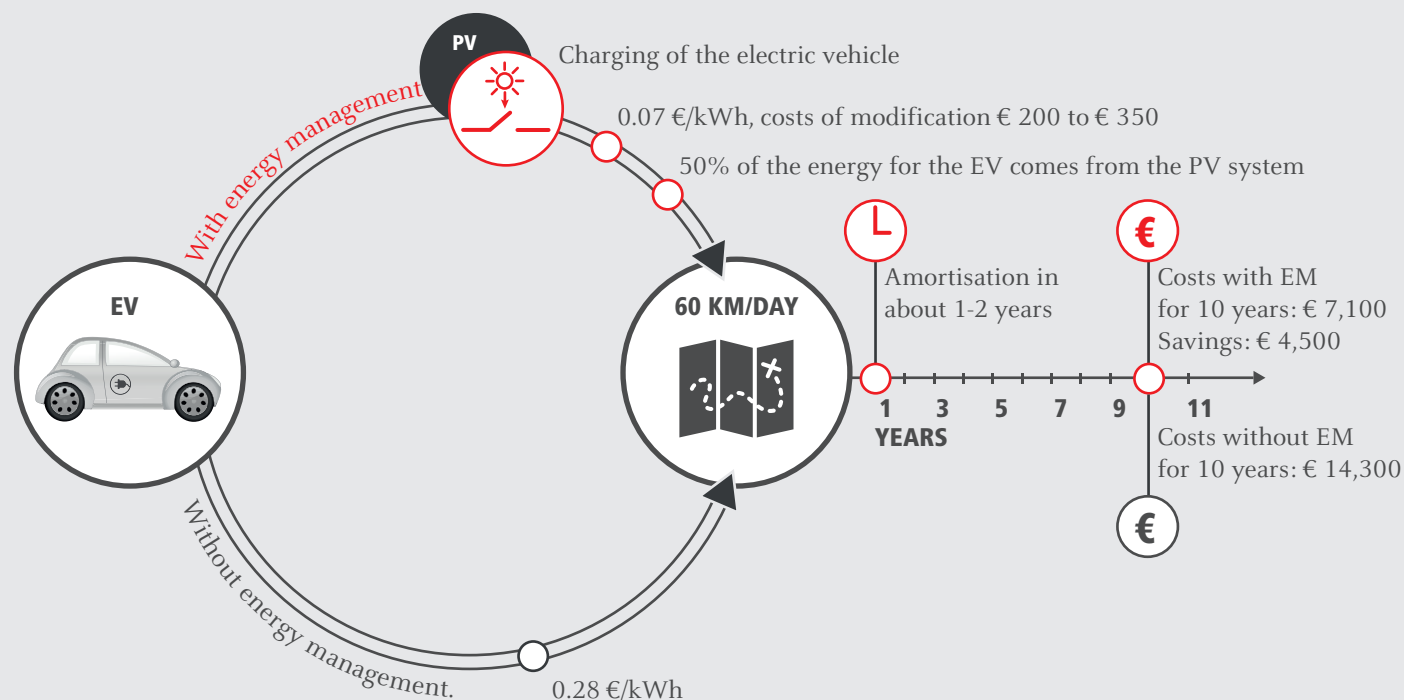 PV
Charging of the electric vehicle
With energy management
0.07 €/kWh, costs of modification € 200 to € 350
50% of the energy for the EV comes from the PV system
EV
60 KM/DAY
Amortisation in
about 1-2 years
€
Costs with EM
for 10 years: € 7,100
Savings: € 4,500
1 3 5 7 9 11
YEARS
Costs without EM
for 10 years: € 14,300
€
Without energy management.
0.28 €/kWh